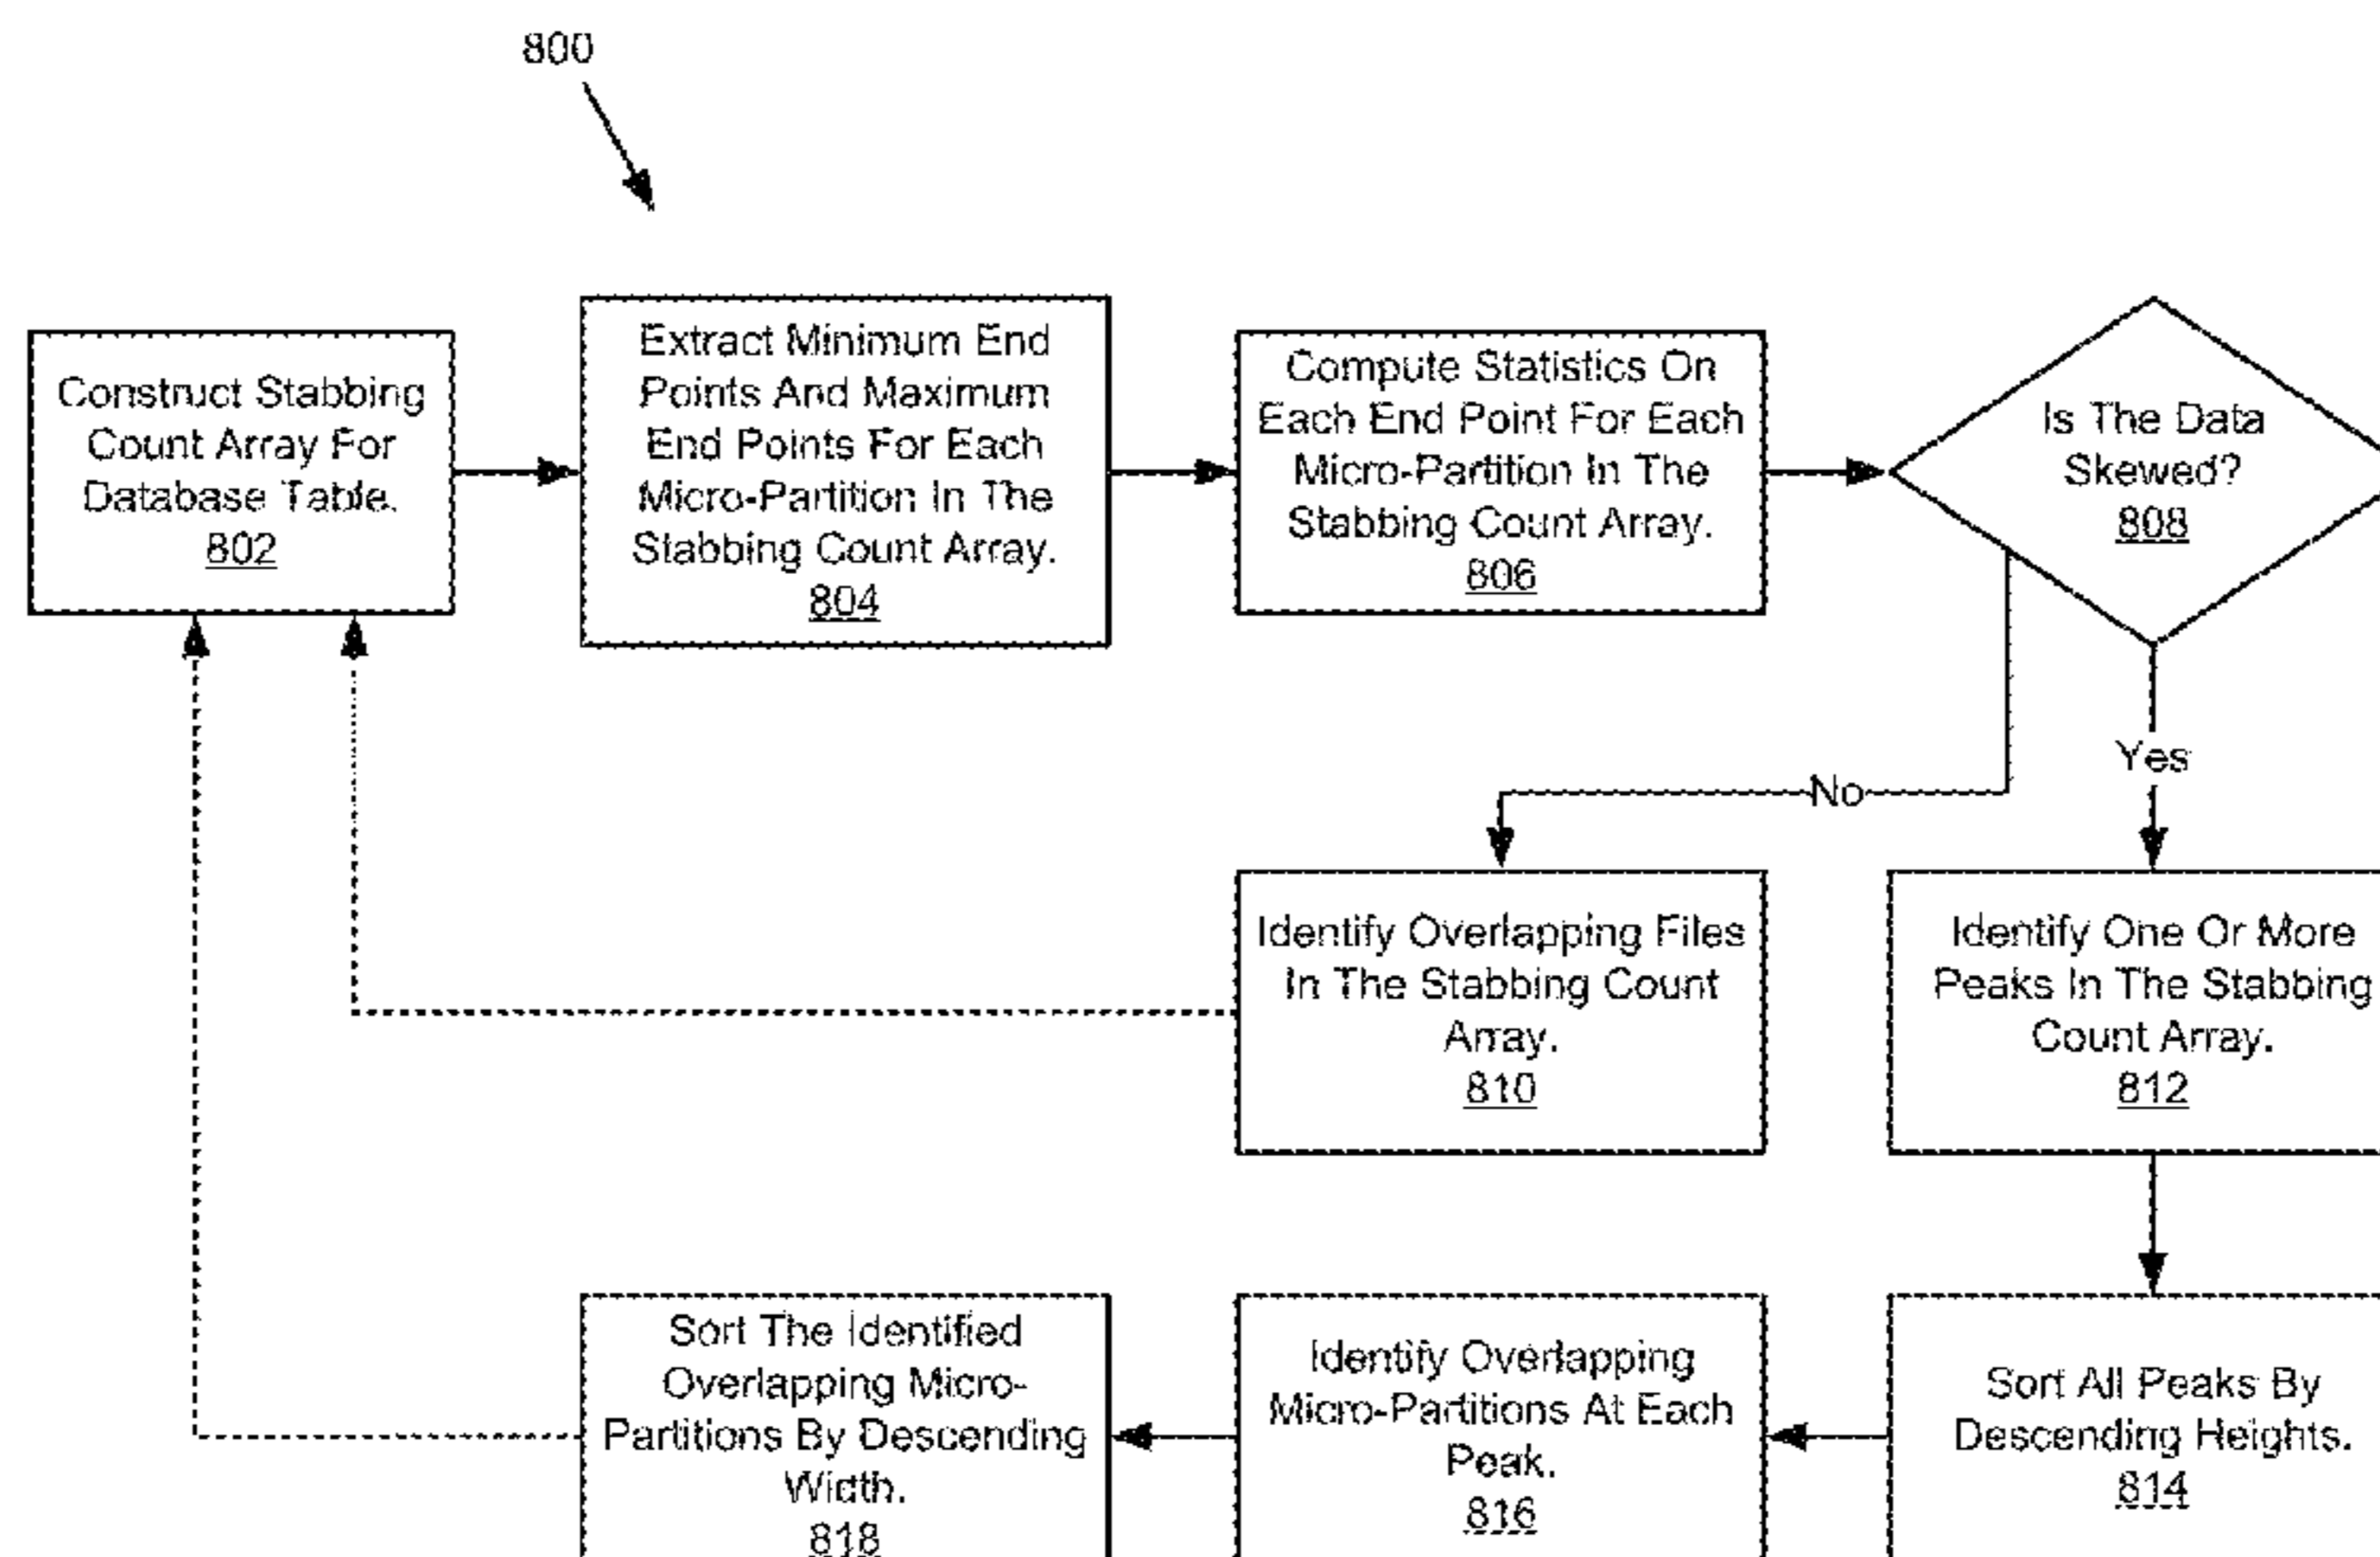 800
Construct Stabbing
Count Array For
Database Table.
802
Extract Minimum End
Points And Maximum
End Points For Each
Micro-Partition In The
Stabbing Count Array.
804
Compute Statistics On
Each End Point For Each
Micro-Partition In The
Stabbing Count Array.
806
Is The Data
Skewed?
808
No
Yes
Identify Overlapping Files
In The Stabbing Count
Array.
810
Identify One Or More
Peaks In The Stabbing
Count Array.
812
Sort All Peaks By
Descending Heights.
814
Identify Overlapping
Micro-Partitions At Each
Peak.
816
Sort The Identified
Overlapping Micro-
Partitions By Descending
Width.
818